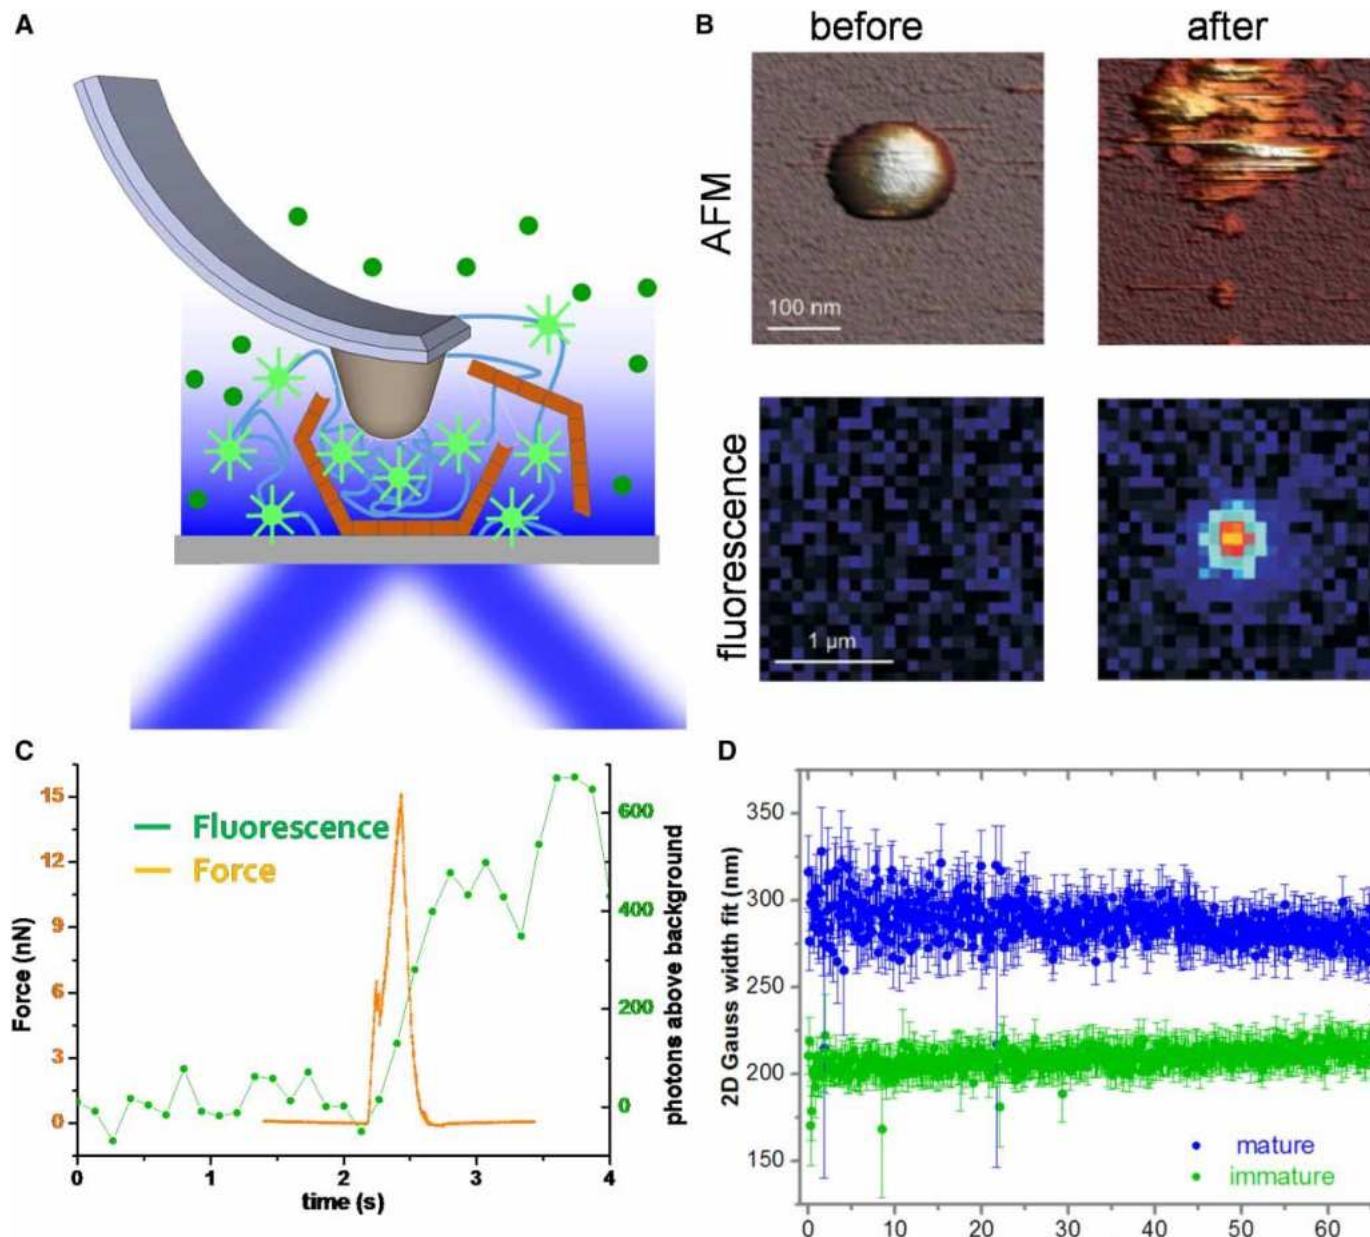 A
B
before
after
AFM
100 nm
fluorescence
1 μm
C
15
12
9
6
3
0
Force (nN)
Fluorescence
Force
600
400
200
0
photons above background
0
1
2
3
4
time (s)
D
350
300
250
200
150
2D Gauss width fit (nm)
mature
immature
0
10
20
30
40
50
60